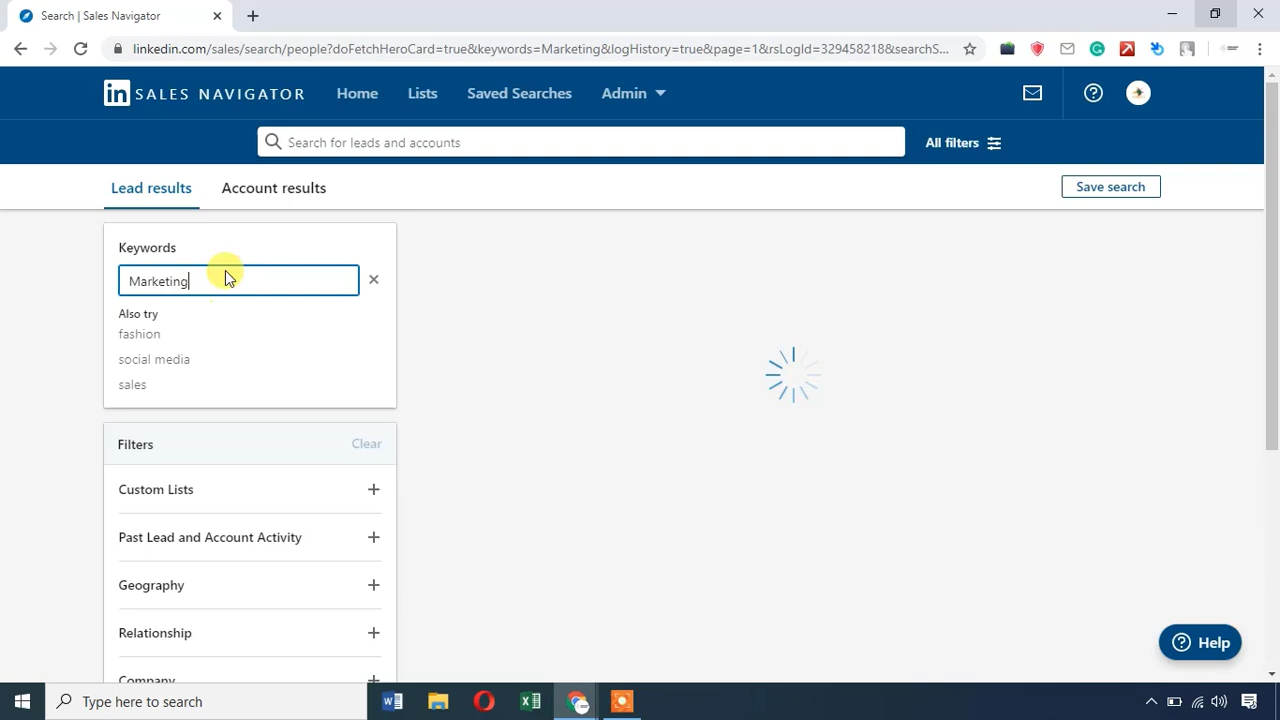 Search | Sales Navigator
linkedin.com/sales/search/people?doFetchHeroCard=true&keywords=Marketing&logHistory=true&page=1&rsLogId=329458218&searchS...
in SALES NAVIGATOR Home Lists Saved Searches Admin
Search for leads and accounts All filters
Lead results Account results Save search
Keywords
Marketing
Also try
fashion
social media
sales
Filters Clear
Custom Lists
Past Lead and Account Activity
Geography
Relationship
Help
Company
Type here to search